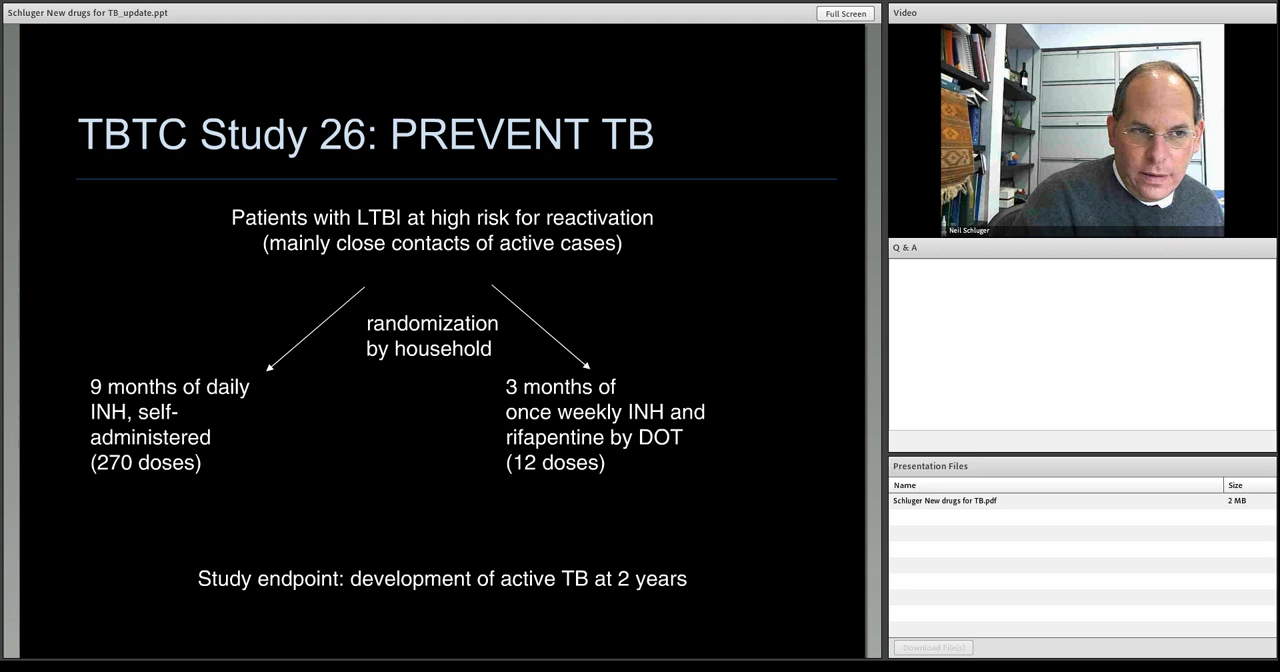 Schluger New drugs for TB_update.ppt
Full Screen
TBTC Study 26: PREVENT TB
Patients with LTBI at high risk for reactivation
(mainly close contacts of active cases)
randomization
by household
9 months of daily
INH, self-
administered
(270 doses)
3 months of
once weekly INH and
rifapentine by DOT
(12 doses)
Study endpoint: development of active TB at 2 years
Video
Neil Schluger
Q & A
Presentation Files
Name Size
Schluger New drugs for TB.pdf 2 MB
Download File(s)